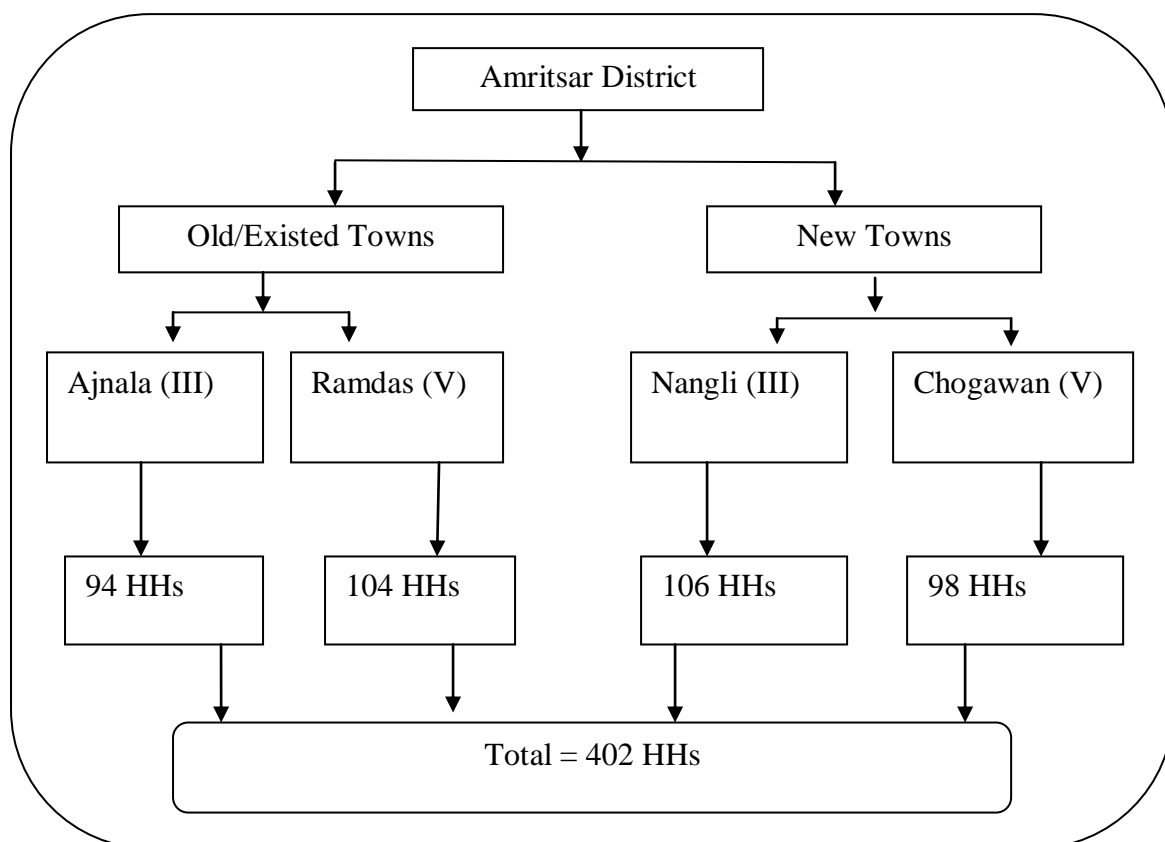 Amritsar District
Old/Existed Towns
New Towns
Ajnala (III)
Ramdas (V)
Nangli (III)
Chogawan (V)
94 HHs
104 HHs
106 HHs
98 HHs
Total = 402 HHs